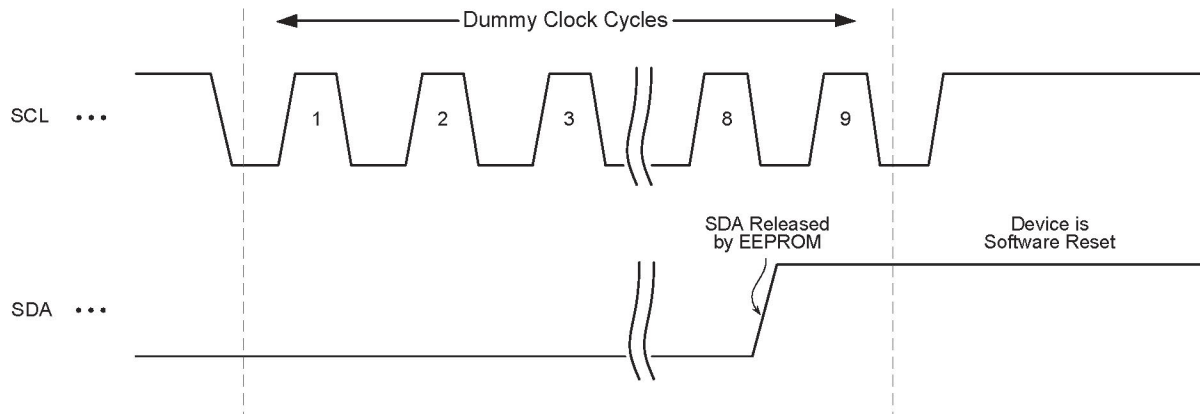 Dummy Clock Cycles
SCL •••
1 2 3 8 9
SDA Released
by EEPROM
Device is
Software Reset
SDA •••